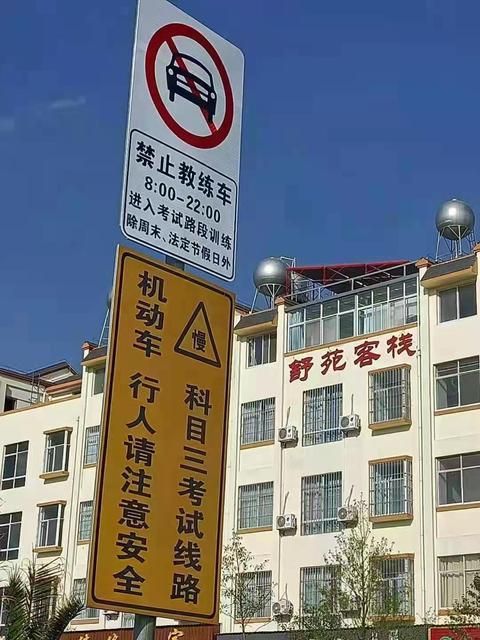 禁止教练车
8:00-22:00
进入考试路段训练
除周末、法定节假日外
慢
科目三考试线路
机动车 行人请注意安全
舒苑客栈